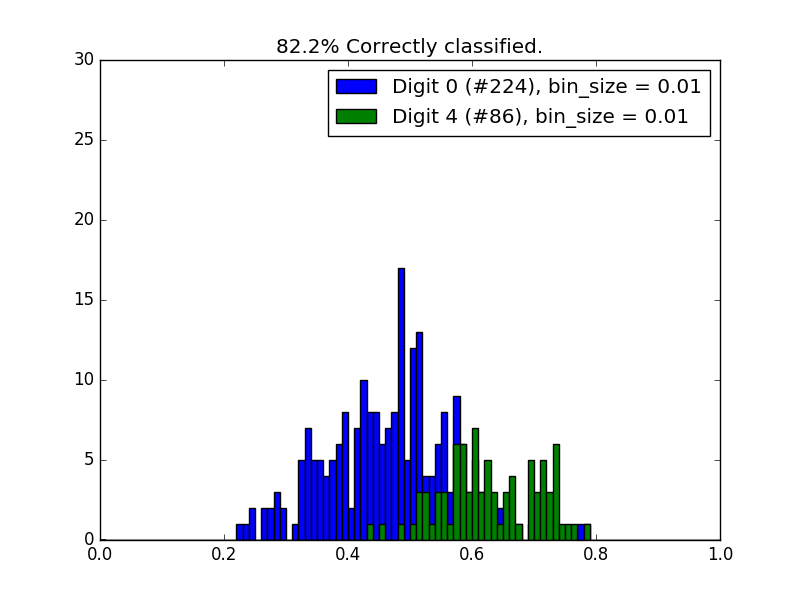 82.2% Correctly classified.
Digit 0 (#224), bin_size = 0.01
Digit 4 (#86), bin_size = 0.01
30
25
20
15
10
5
0
0.0 0.2 0.4 0.6 0.8 1.0